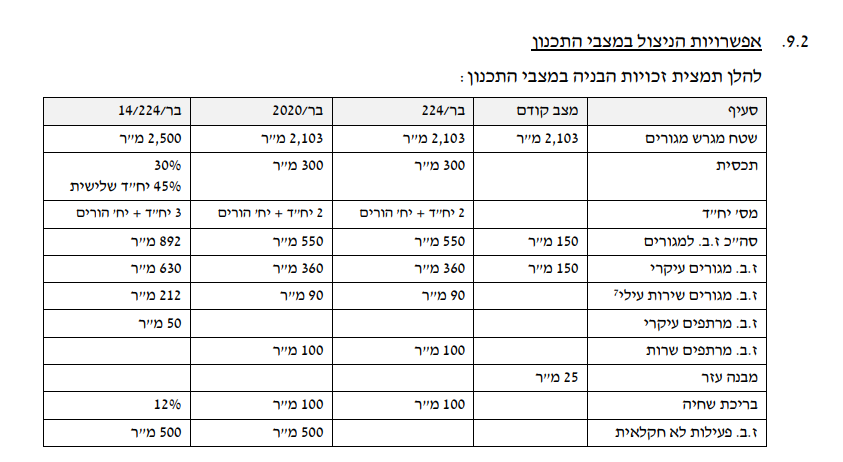 9.2. אפשרויות הניצול במצבי התכנון
להלן תמצית זכויות הבניה במצבי התכנון:
סעיף מצב קודם בר/224 בר/2020 בר/14/224
שטח מגרש מגורים 2,103 מ״ר 2,103 מ״ר 2,103 מ״ר 2,500 מ״ר
תכסית 300 מ״ר 300 מ״ר 30%
45% יח״ד שלישית
מס׳ יח״ד 2 יח״ד + יח׳ הורים 2 יח״ד + יח׳ הורים 3 יח״ד + יח׳ הורים
סה״כ ז.ב. למגורים 150 מ״ר 550 מ״ר 550 מ״ר 892 מ״ר
ז.ב. מגורים עיקרי 150 מ״ר 360 מ״ר 360 מ״ר 630 מ״ר
ז.ב. מגורים שירות עילי7 90 מ״ר 90 מ״ר 212 מ״ר
ז.ב. מרתפים עיקרי 50 מ״ר
ז.ב. מרתפים שרות 100 מ״ר 100 מ״ר
מבנה עזר 25 מ״ר
בריכת שחיה 100 מ״ר 100 מ״ר 12%
ז.ב. פעילות לא חקלאית 500 מ״ר 500 מ״ר